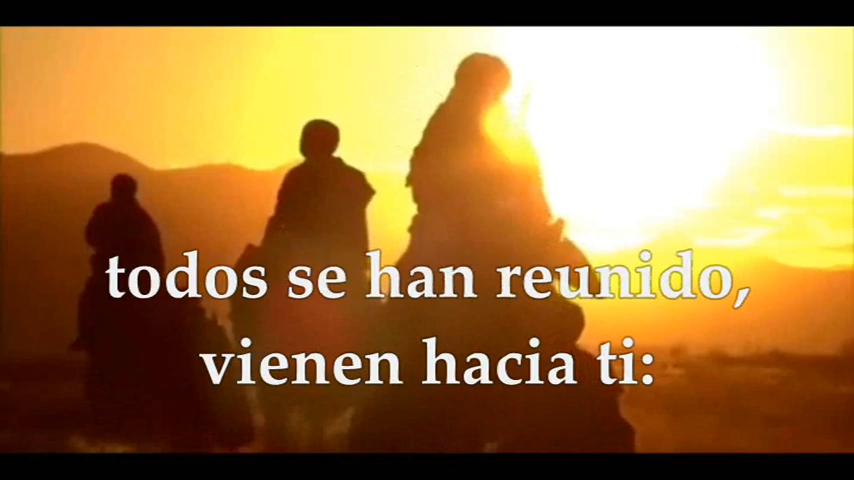 todos se han reunido,
vienen hacia ti: